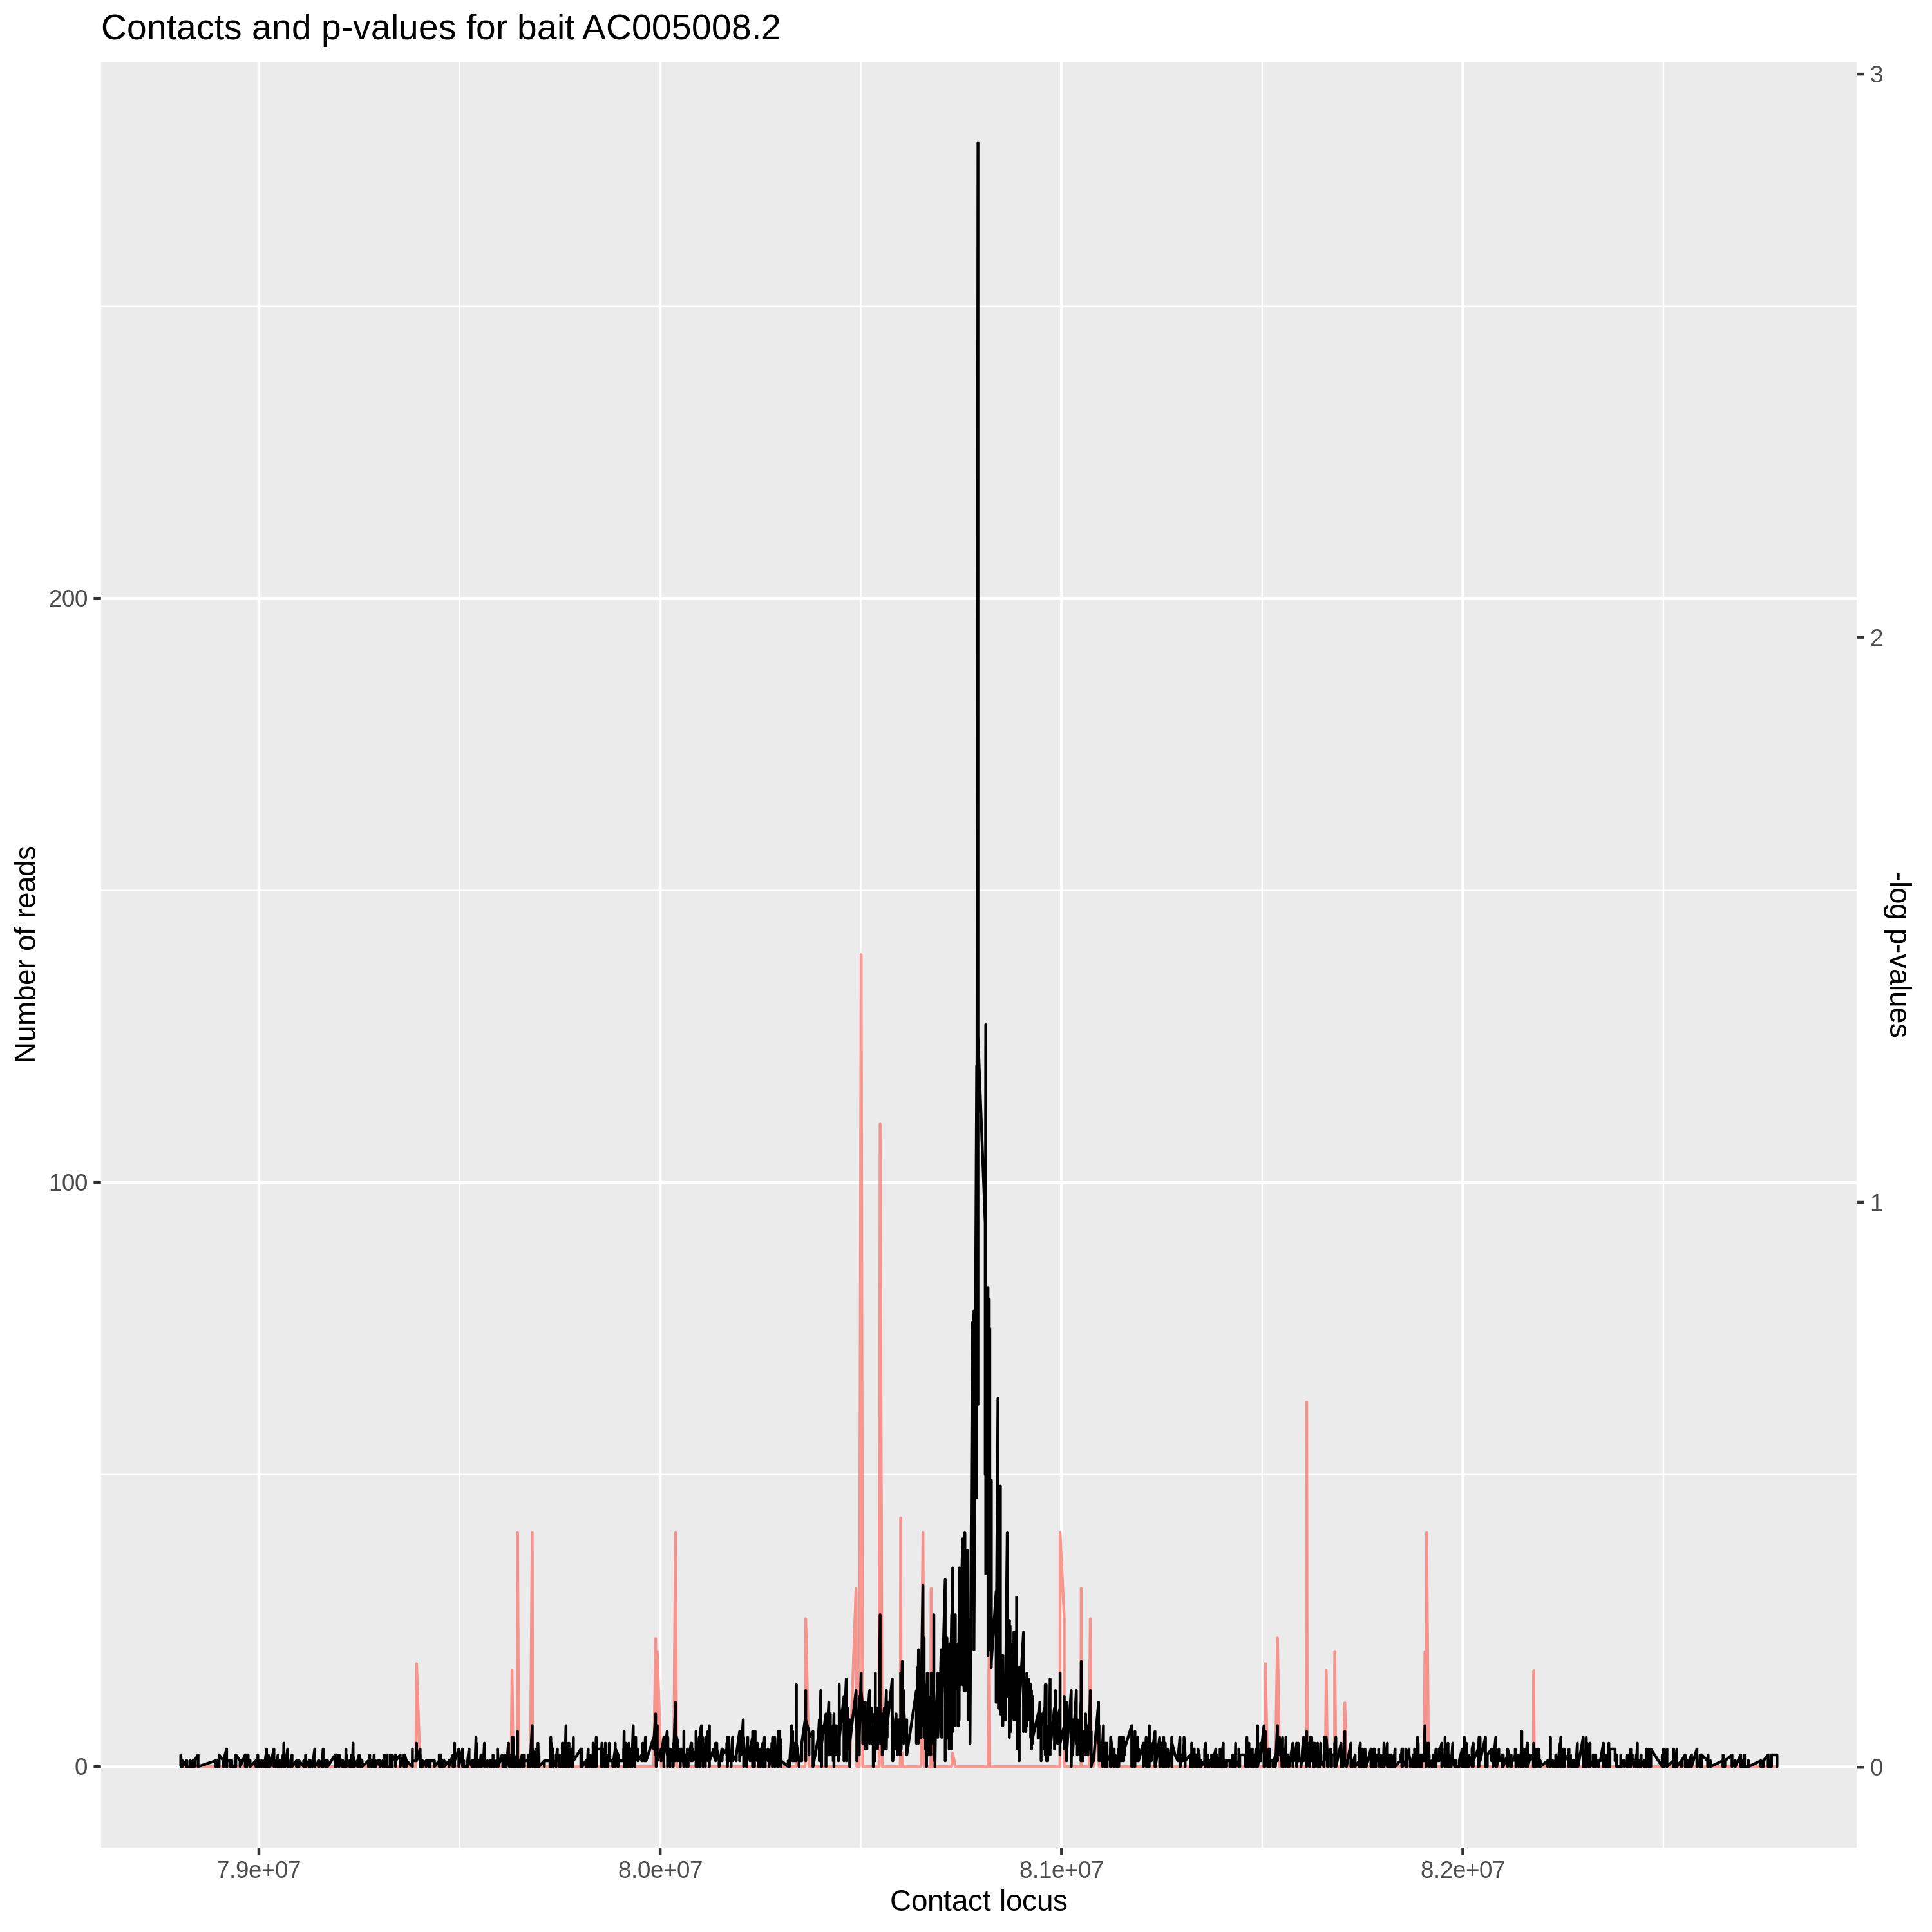 Contacts and p-values for bait AC005008.2
3
200
2
Number of reads
-log p-values
100
1
0
0
7.9e+07
8.0e+07
8.1e+07
8.2e+07
Contact locus